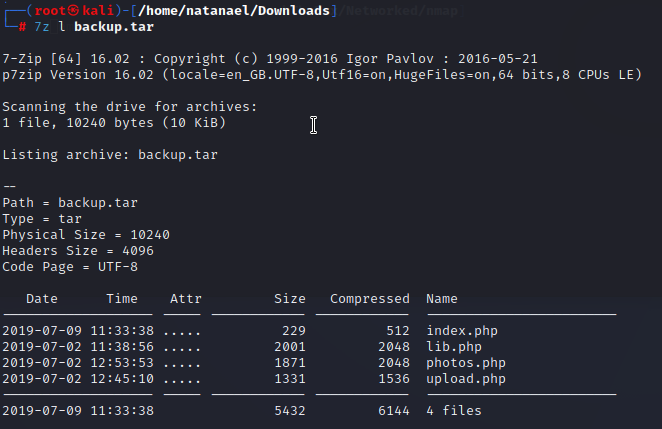 ┌──(root㉿kali)-[/home/natanael/Downloads]/Networked/nmap
└─# 7z l backup.tar
7-Zip [64] 16.02 : Copyright (c) 1999-2016 Igor Pavlov : 2016-05-21
p7zip Version 16.02 (locale=en_GB.UTF-8,Utf16=on,HugeFiles=on,64 bits,8 CPUs LE)
Scanning the drive for archives:
1 file, 10240 bytes (10 KiB)
Listing archive: backup.tar
--
Path = backup.tar
Type = tar
Physical Size = 10240
Headers Size = 4096
Code Page = UTF-8
   Date      Time    Attr         Size   Compressed  Name
------------------- ----- ------------ ------------  ------------------------
2019-07-09 11:33:38 .....          229          512  index.php
2019-07-02 11:38:56 .....         2001         2048  lib.php
2019-07-02 12:53:53 .....         1871         2048  photos.php
2019-07-02 12:45:10 .....         1331         1536  upload.php
------------------- ----- ------------ ------------  ------------------------
2019-07-09 11:33:38               5432         6144  4 files